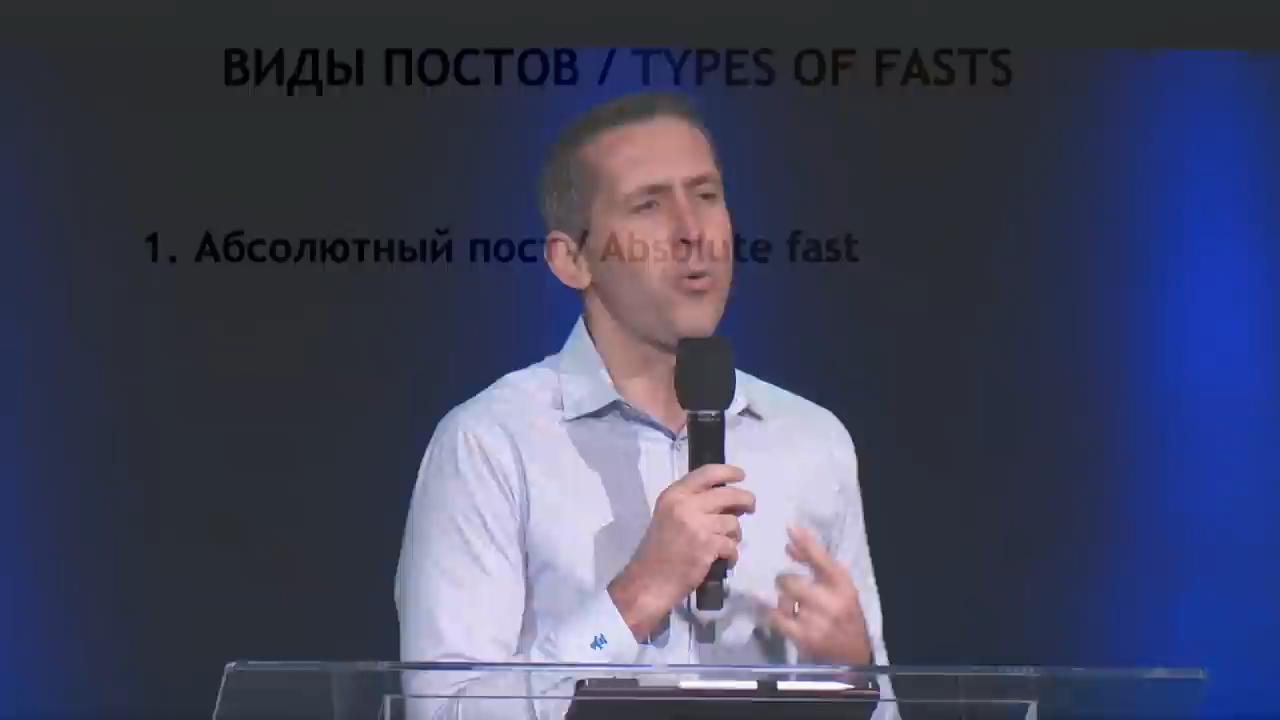 ВИДЫ ПОСТОВ / TYPES OF FASTS
1. Абсолютный пост / Absolute fast